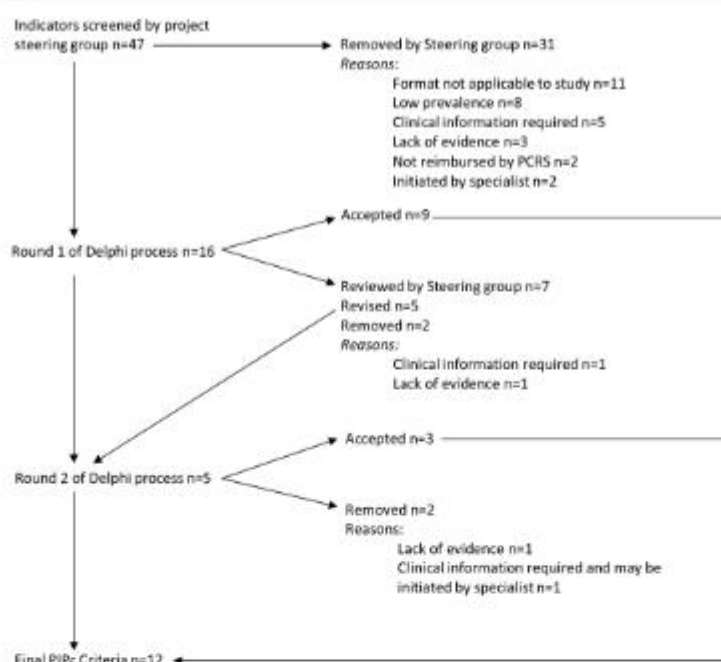 Indicators screened by project
steering group n=47
Removed by Steering group n=31
Reasons:
Format not applicable to study n=11
Low prevalence n=8
Clinical information required n=5
Lack of evidence n=3
Not reimbursed by PCRS n=2
Initiated by specialist n=2
Accepted n=9
Round 1 of Delphi process n=16
Reviewed by Steering group n=7
Revised n=5
Removed n=2
Reasons:
Clinical information required n=1
Lack of evidence n=1
Accepted n=3
Round 2 of Delphi process n=5
Removed n=2
Reasons:
Lack of evidence n=1
Clinical information required and may be
initiated by specialist n=1
Final PIPc Criteria n=12